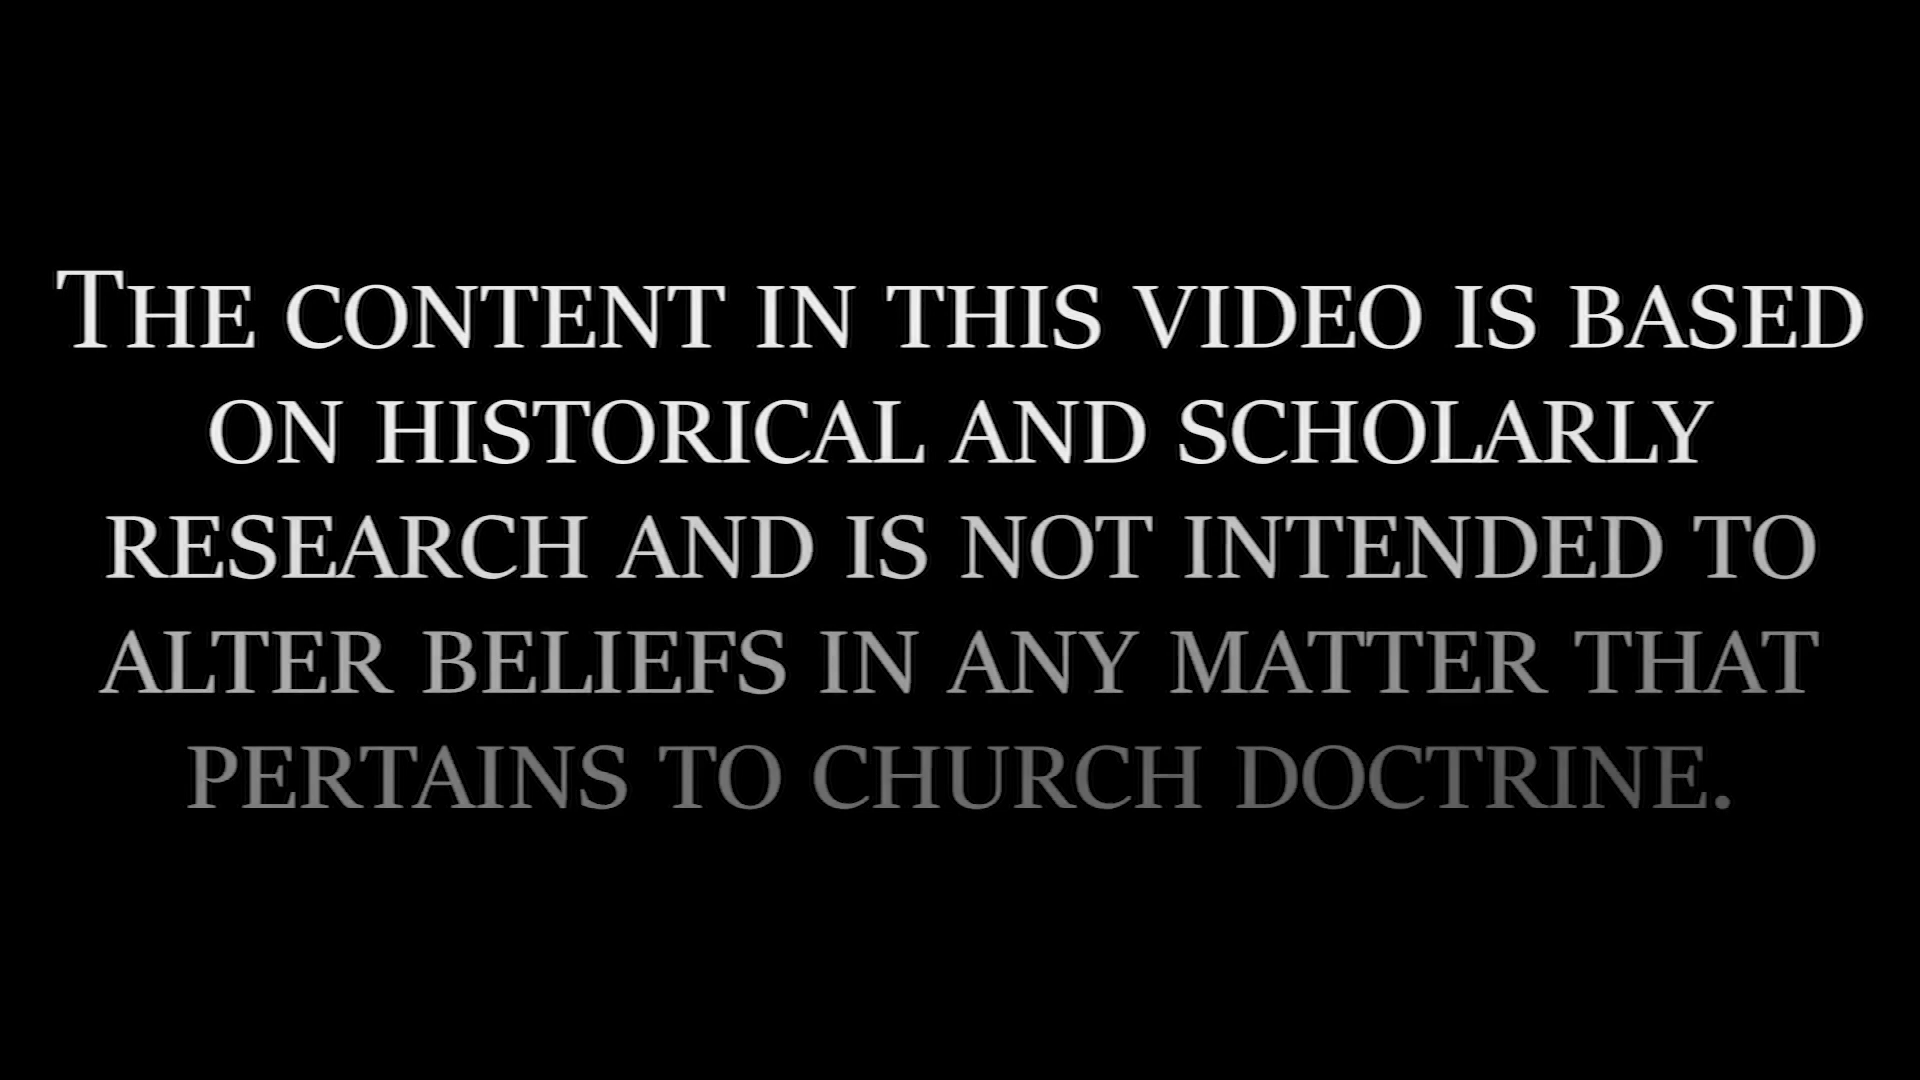 The content in this video is based
on historical and scholarly
research and is not intended to
alter beliefs in any matter that
pertains to church doctrine.